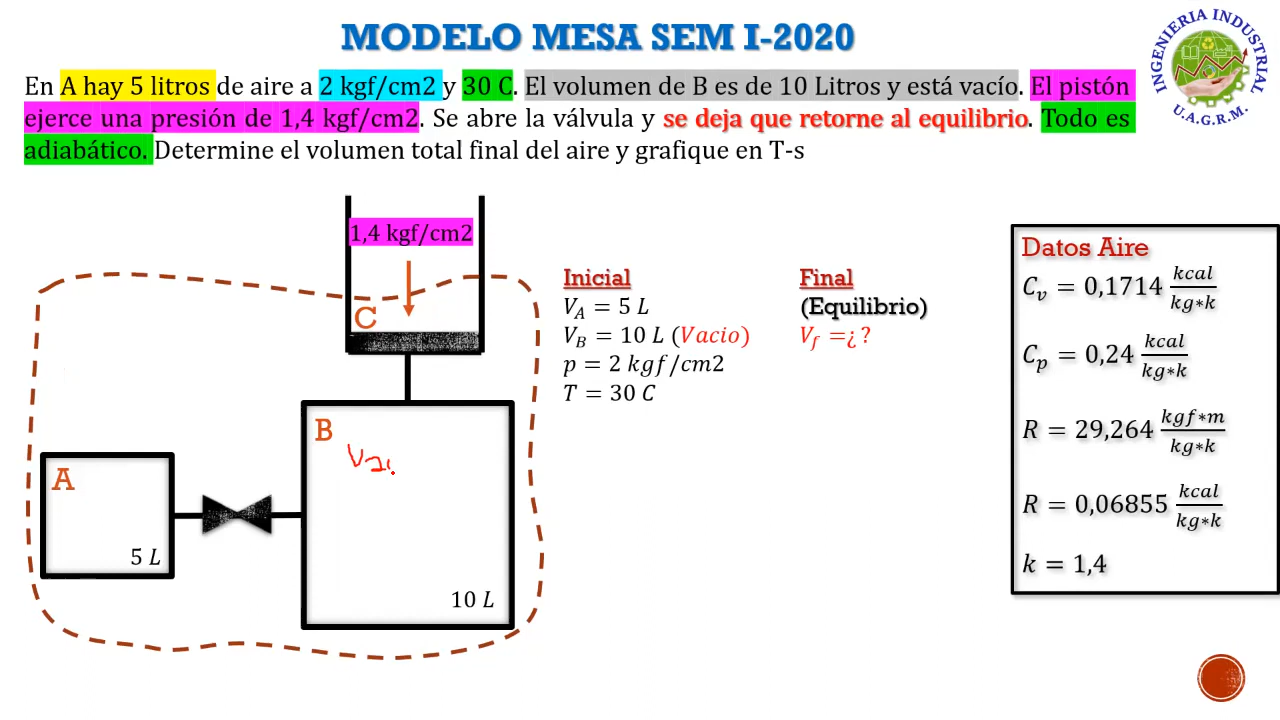 MODELO MESA SEM I-2020
INGENIERIA INDUSTRIAL
U.A.G.R.M.
En A hay 5 litros de aire a 2 kgf/cm2 y 30 C. El volumen de B es de 10 Litros y está vacío. El pistón
ejerce una presión de 1,4 kgf/cm2. Se abre la válvula y se deja que retorne al equilibrio. Todo es
adiabático. Determine el volumen total final del aire y grafique en T-s
1,4 kgf/cm2
C
B
A
5 L
10 L
Inicial
V_A = 5 L
V_B = 10 L (Vacio)
p = 2 kgf/cm2
T = 30 C
Final
(Equilibrio)
V_f =¿ ?
Datos Aire
C_v = 0,1714 kcal/kg∗k
C_p = 0,24 kcal/kg∗k
R = 29,264 kgf∗m/kg∗k
R = 0,06855 kcal/kg∗k
k = 1,4